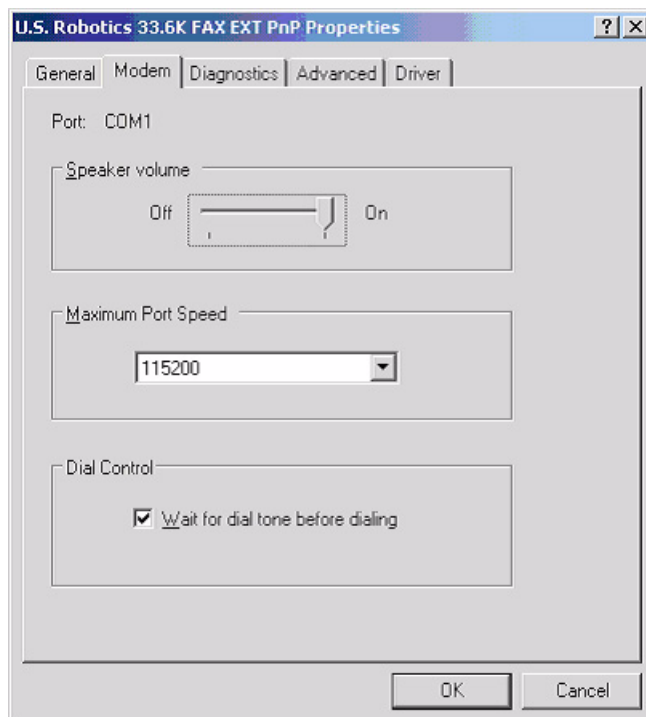 U.S. Robotics 33.6K FAX EXT PnP Properties
General Modem Diagnostics Advanced Driver
Port: COM1
Speaker volume
Off On
Maximum Port Speed
115200
Dial Control
Wait for dial tone before dialing
OK Cancel